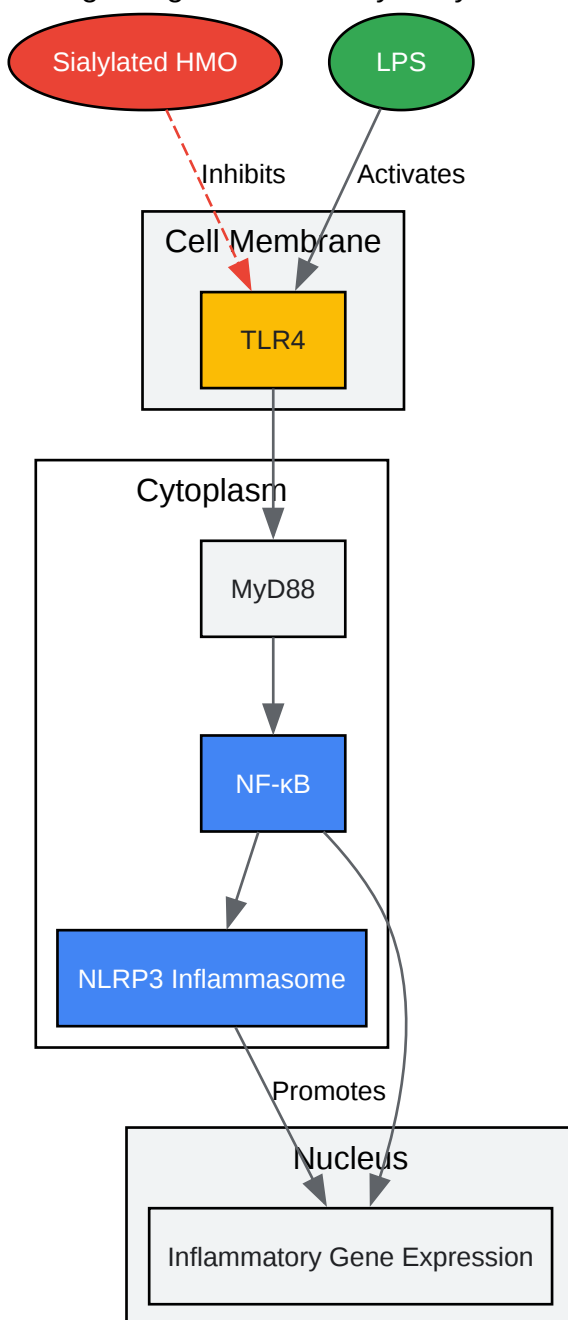 Sialylated HMO
LPS
Inhibits
Activates
Cell Membrane
TLR4
Cytoplasm
MyD88
NF-κB
NLRP3 Inflammasome
Promotes
Nucleus
Inflammatory Gene Expression